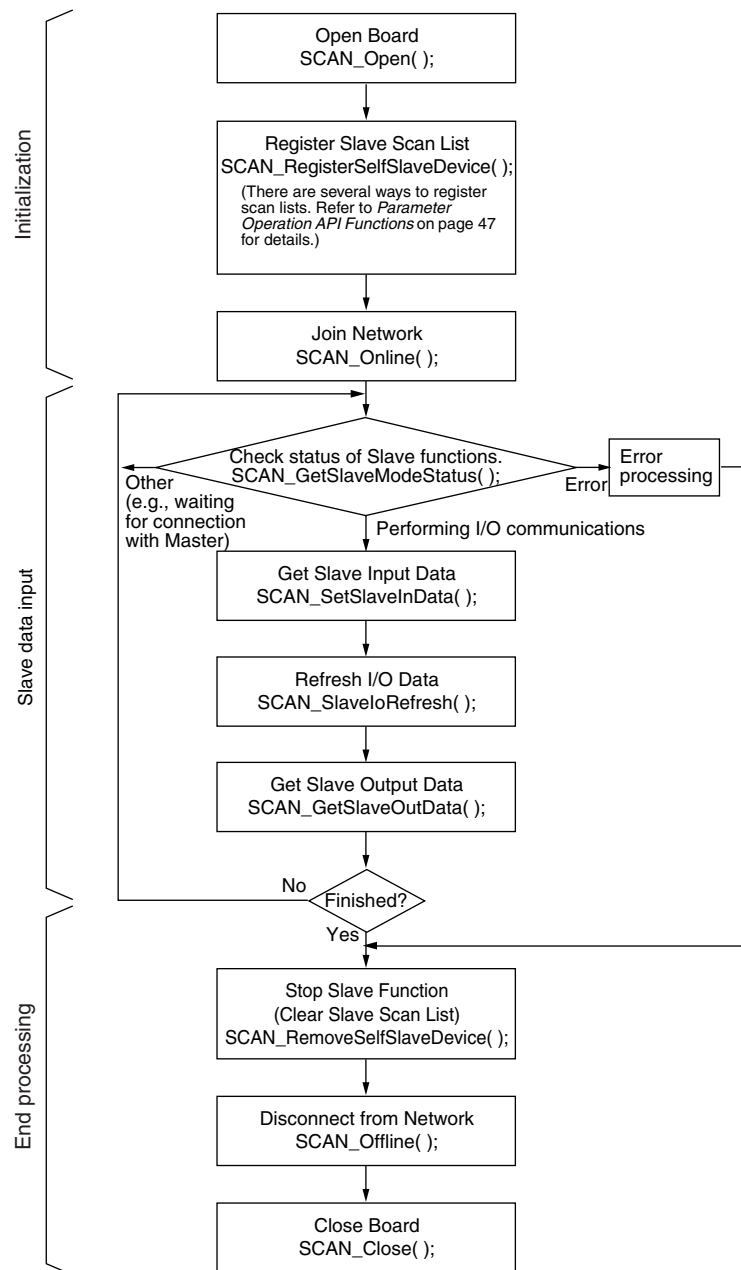 Initialization
Open Board
SCAN_Open( );
Register Slave Scan List
SCAN_RegisterSelfSlaveDevice( );
(There are several ways to register
scan lists. Refer to Parameter
Operation API Functions on page 47
for details.)
Join Network
SCAN_Online( );
Slave data input
Check status of Slave functions.
SCAN_GetSlaveModeStatus( );
Error
Error
processing
Other
(e.g., waiting
for connection
with Master)
Performing I/O communications
Get Slave Input Data
SCAN_SetSlaveInData( );
Refresh I/O Data
SCAN_SlaveIoRefresh( );
Get Slave Output Data
SCAN_GetSlaveOutData( );
No
Finished?
Yes
End processing
Stop Slave Function
(Clear Slave Scan List)
SCAN_RemoveSelfSlaveDevice( );
Disconnect from Network
SCAN_Offline( );
Close Board
SCAN_Close( );